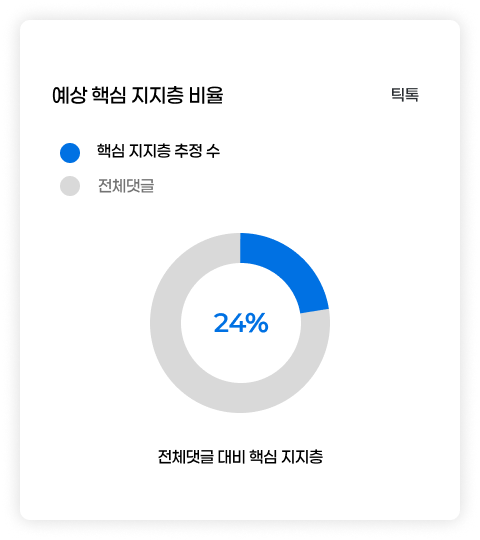 예상 핵심 지지층 비율
틱톡
핵심 지지층 추정 수
전체댓글
24%
전체댓글 대비 핵심 지지층